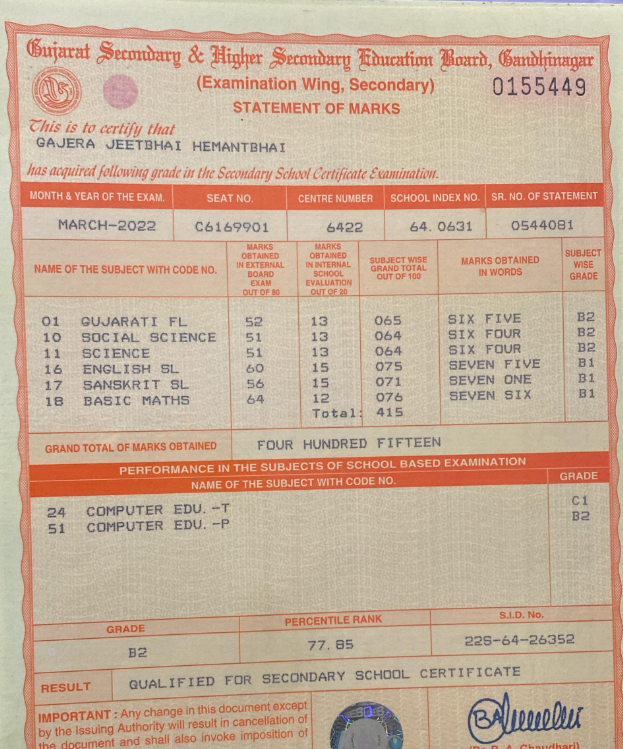 Gujarat Secondary & Higher Secondary Education Board, Gandhinagar
(Examination Wing, Secondary)
0155449
STATEMENT OF MARKS
This is to certify that
GAJERA JEETBHAI HEMANTBHAI
has acquired following grade in the Secondary School Certificate Examination.
MONTH & YEAR OF THE EXAM. SEAT NO. CENTRE NUMBER SCHOOL INDEX NO. SR. NO. OF STATEMENT
MARCH-2022 C6169901 6422 64.0631 0544081
NAME OF THE SUBJECT WITH CODE NO. MARKS OBTAINED IN EXTERNAL BOARD EXAM OUT OF 80 MARKS OBTAINED IN INTERNAL SCHOOL EVALUATION OUT OF 20 SUBJECT WISE GRAND TOTAL OUT OF 100 MARKS OBTAINED IN WORDS SUBJECT WISE GRADE
01 GUJARATI FL 52 13 065 SIX FIVE B2
10 SOCIAL SCIENCE 51 13 064 SIX FOUR B2
11 SCIENCE 51 13 064 SIX FOUR B2
16 ENGLISH SL 60 15 075 SEVEN FIVE B1
17 SANSKRIT SL 56 15 071 SEVEN ONE B1
18 BASIC MATHS 64 12 076 SEVEN SIX B1
Total: 415
GRAND TOTAL OF MARKS OBTAINED FOUR HUNDRED FIFTEEN
PERFORMANCE IN THE SUBJECTS OF SCHOOL BASED EXAMINATION
NAME OF THE SUBJECT WITH CODE NO. GRADE
24 COMPUTER EDU.-T C1
51 COMPUTER EDU.-P B2
GRADE PERCENTILE RANK S.I.D. No.
B2 77.85 22S-64-26352
RESULT QUALIFIED FOR SECONDARY SCHOOL CERTIFICATE
IMPORTANT : Any change in this document except
by the Issuing Authority will result in cancellation of
the document and shall also invoke imposition of
(Dr. B. A. Chaudhari)